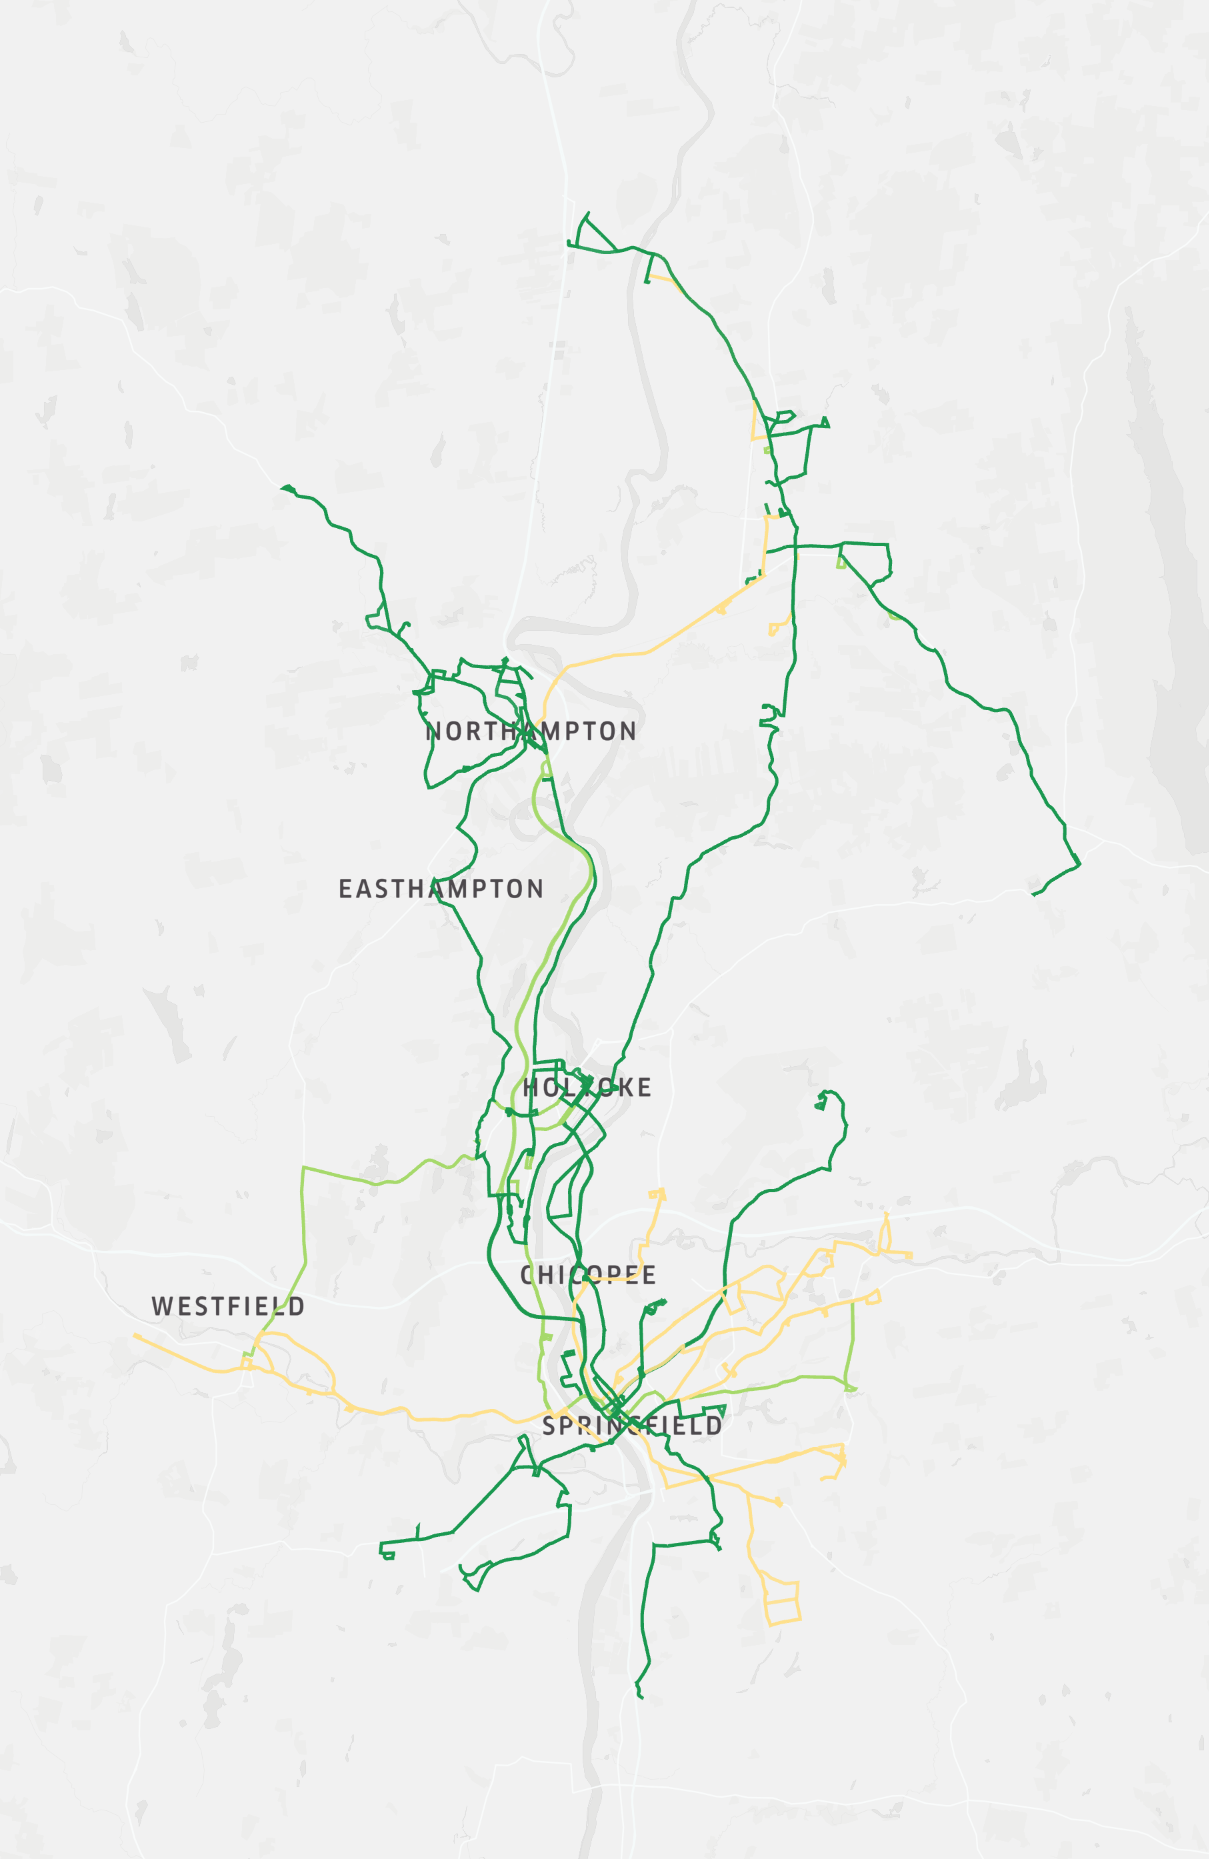 NORTHAMPTON
EASTHAMPTON
HOLYOKE
CHICOPEE
WESTFIELD
SPRINGFIELD